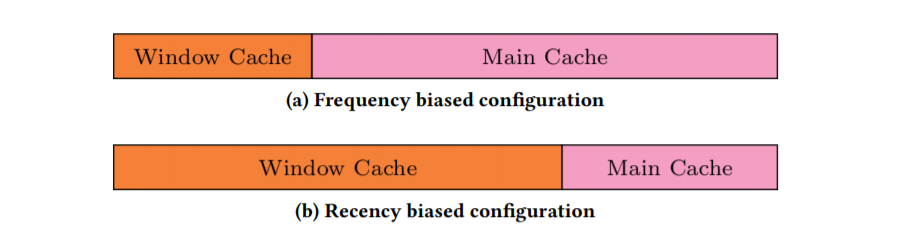 Window Cache Main Cache
(a) Frequency biased configuration
Window Cache Main Cache
(b) Recency biased configuration